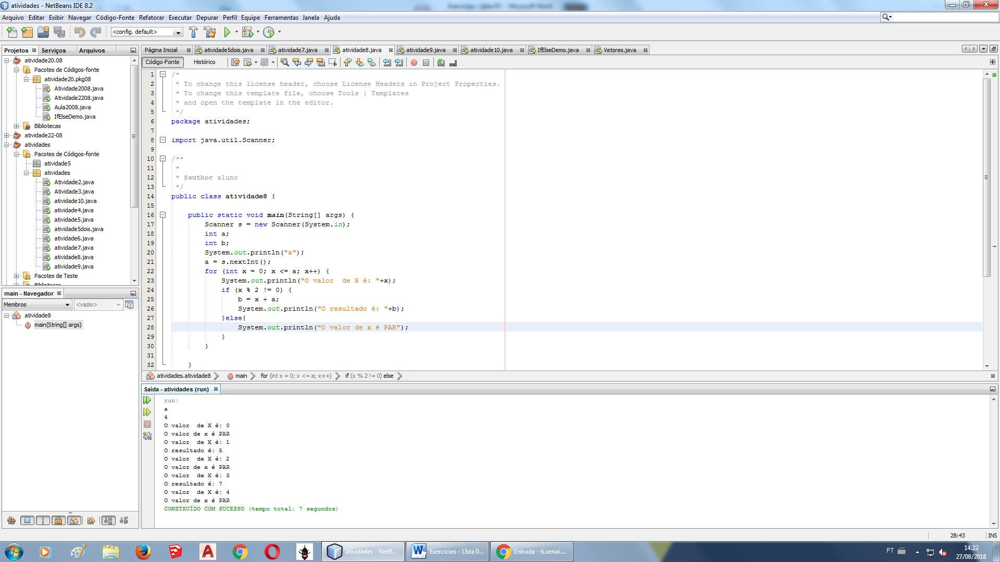 atividades - NetBeans IDE 8.2
Arquivo Editar Exibir Navegar Código-Fonte Refatorar Executar Depurar Perfil Equipe Ferramentas Janela Ajuda
<config. default>
Projetos Serviços Arquivos
atividade20.08
Pacotes de Códigos-fonte
atividade20.pkg08
Atividade2008.java
Atividade2208.java
Aula2008.java
IfElseDemo.java
Bibliotecas
atividade22-08
atividades
Pacotes de Códigos-fonte
atividade5
atividades
Atividade2.java
Atividade3.java
atividade10.java
atividade4.java
atividade5.java
atividade5dois.java
atividade6.java
atividade7.java
atividade8.java
atividade9.java
Pacotes de Teste
Bibliotecas
main - Navegador
Membros <vazio>
atividade8
main(String[] args)
Página Inicial atividade5dois.java atividade7.java atividade8.java atividade9.java atividade10.java IfElseDemo.java Vetores.java
Código-Fonte Histórico
1 /*
2 * To change this license header, choose License Headers in Project Properties.
3 * To change this template file, choose Tools | Templates
4 * and open the template in the editor.
5 */
6 package atividades;
7
8 import java.util.Scanner;
9
10 /**
11 *
12 * @author aluno
13 */
14 public class atividade8 {
15
16 public static void main(String[] args) {
17 Scanner s = new Scanner(System.in);
18 int a;
19 int b;
20 System.out.println("a");
21 a = s.nextInt();
22 for (int x = 0; x <= a; x++) {
23 System.out.println("O valor  de X é: "+x);
24 if (x % 2 != 0) {
25 b = x + a;
26 System.out.println("O resultado é: "+b);
27 }else{
28 System.out.println("O valor de x é PAR");
29 }
30 }
31
32 }
atividades.atividade8 main for (int x = 0; x <= a; x++) if (x % 2 != 0) else
Saída - atividades (run)
run:
a
4
O valor  de X é: 0
O valor de x é PAR
O valor  de X é: 1
O resultado é: 5
O valor  de X é: 2
O valor de x é PAR
O valor  de X é: 3
O resultado é: 7
O valor  de X é: 4
O valor de x é PAR
CONSTRUÍDO COM SUCESSO (tempo total: 7 segundos)
28:43 INS
atividades - NetB... Exercícios - LIsta 0... Entrada - ti.senai....
PT
14:22
27/08/2018